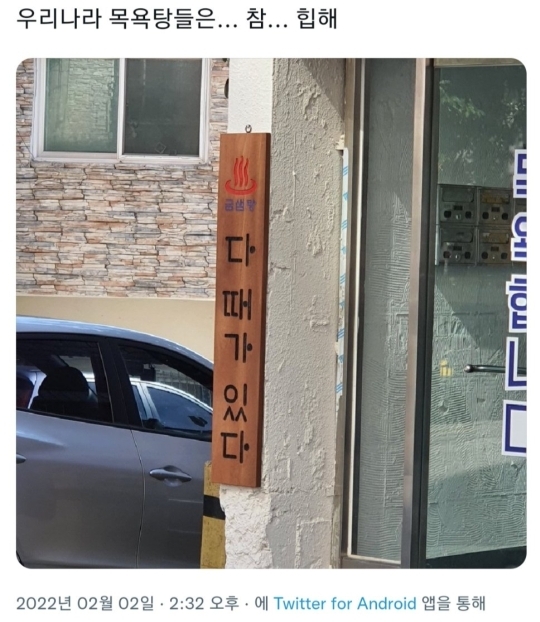 우리나라 목욕탕들은... 참... 힙해
금샘탕
다
때가
있다
2022년 02월 02일 · 2:32 오후 · 에 Twitter for Android 앱을 통해